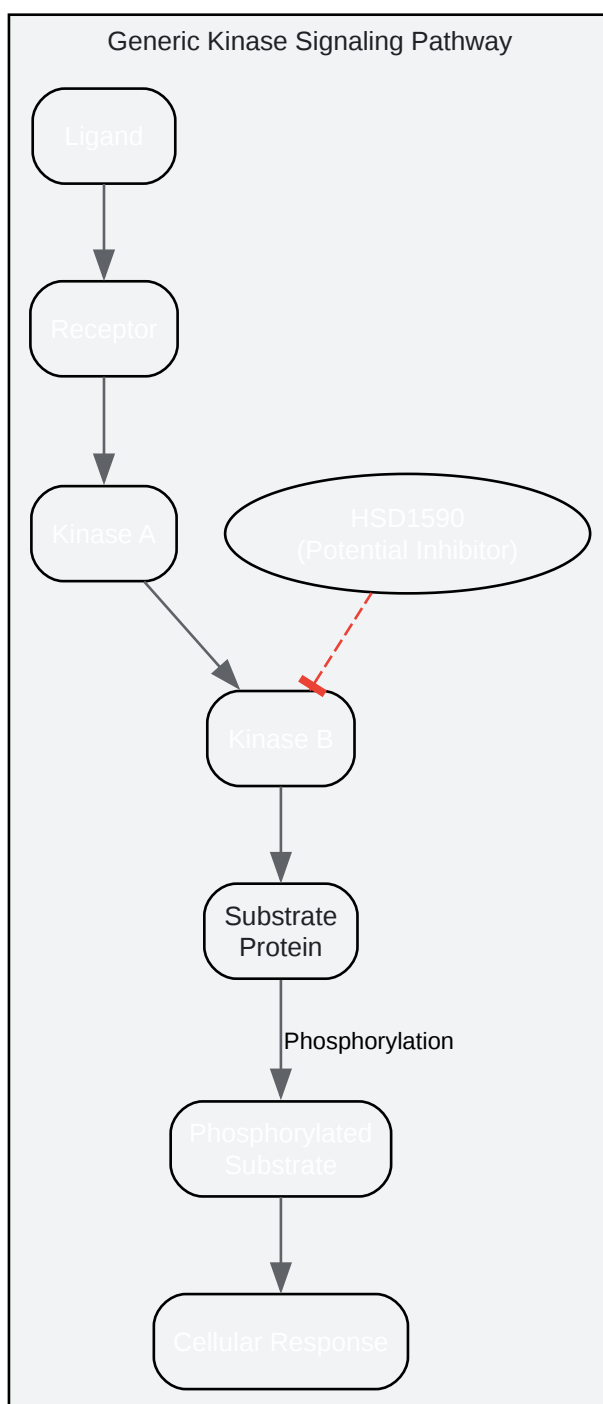 Generic Kinase Signaling Pathway
Ligand
Receptor
Kinase A
HSD1590
(Potential Inhibitor)
Kinase B
Substrate
Protein
Phosphorylation
Phosphorylated
Substrate
Cellular Response